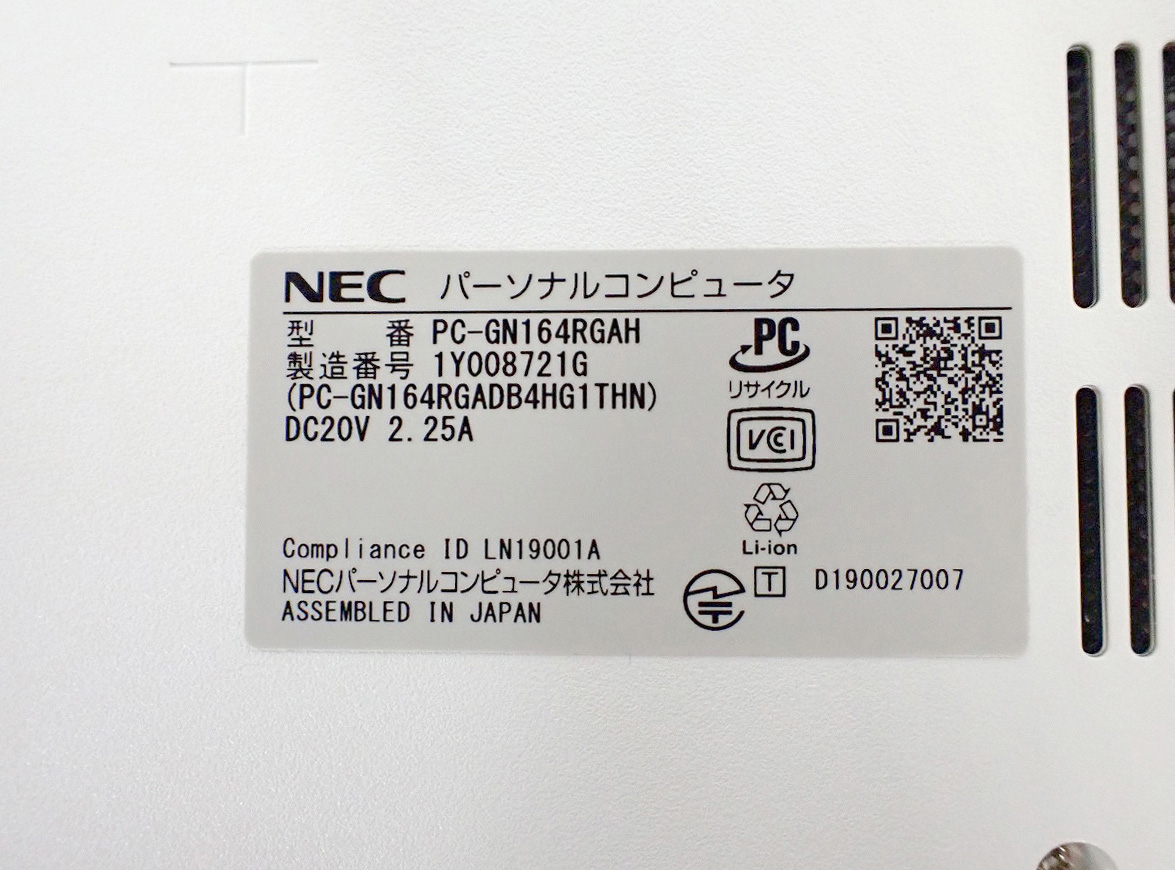 NEC パーソナルコンピュータ
型 番 PC-GN164RGAH
製造番号 1Y008721G
(PC-GN164RGADB4HG1THN)
DC20V 2.25A
PC
リサイクル
VCCI
Li-ion
Compliance ID LN19001A
NECパーソナルコンピュータ株式会社
ASSEMBLED IN JAPAN
T D190027007